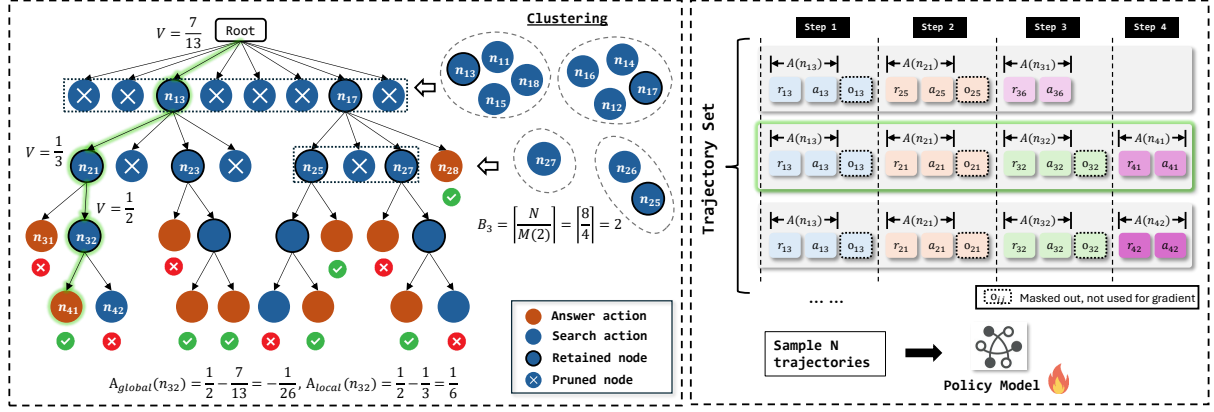 V = 7/13
Root
Clustering
n13
n17
n13
n11
n18
n15
n16
n14
n17
n12
V = 1/3
n21
n23
n25
n27
n28
n27
n26
n25
V = 1/2
B3 = ⌈N/M(2)⌉ = ⌈8/4⌉ = 2
n31
n32
n41
n42
Answer action
Search action
Retained node
Pruned node
A_global(n32) = 1/2 − 7/13 = −1/26, A_local(n32) = 1/2 − 1/3 = 1/6
Trajectory Set
Step 1 Step 2 Step 3 Step 4
A(n13) A(n21) A(n31)
r13 a13 o13 r25 a25 o25 r36 a36
A(n13) A(n21) A(n32) A(n41)
r13 a13 o13 r21 a21 o21 r32 a32 o32 r41 a41
A(n13) A(n21) A(n32) A(n42)
r13 a13 o13 r21 a21 o21 r32 a32 o32 r42 a42
... ...
oij Masked out, not used for gradient
Sample N
trajectories
Policy Model